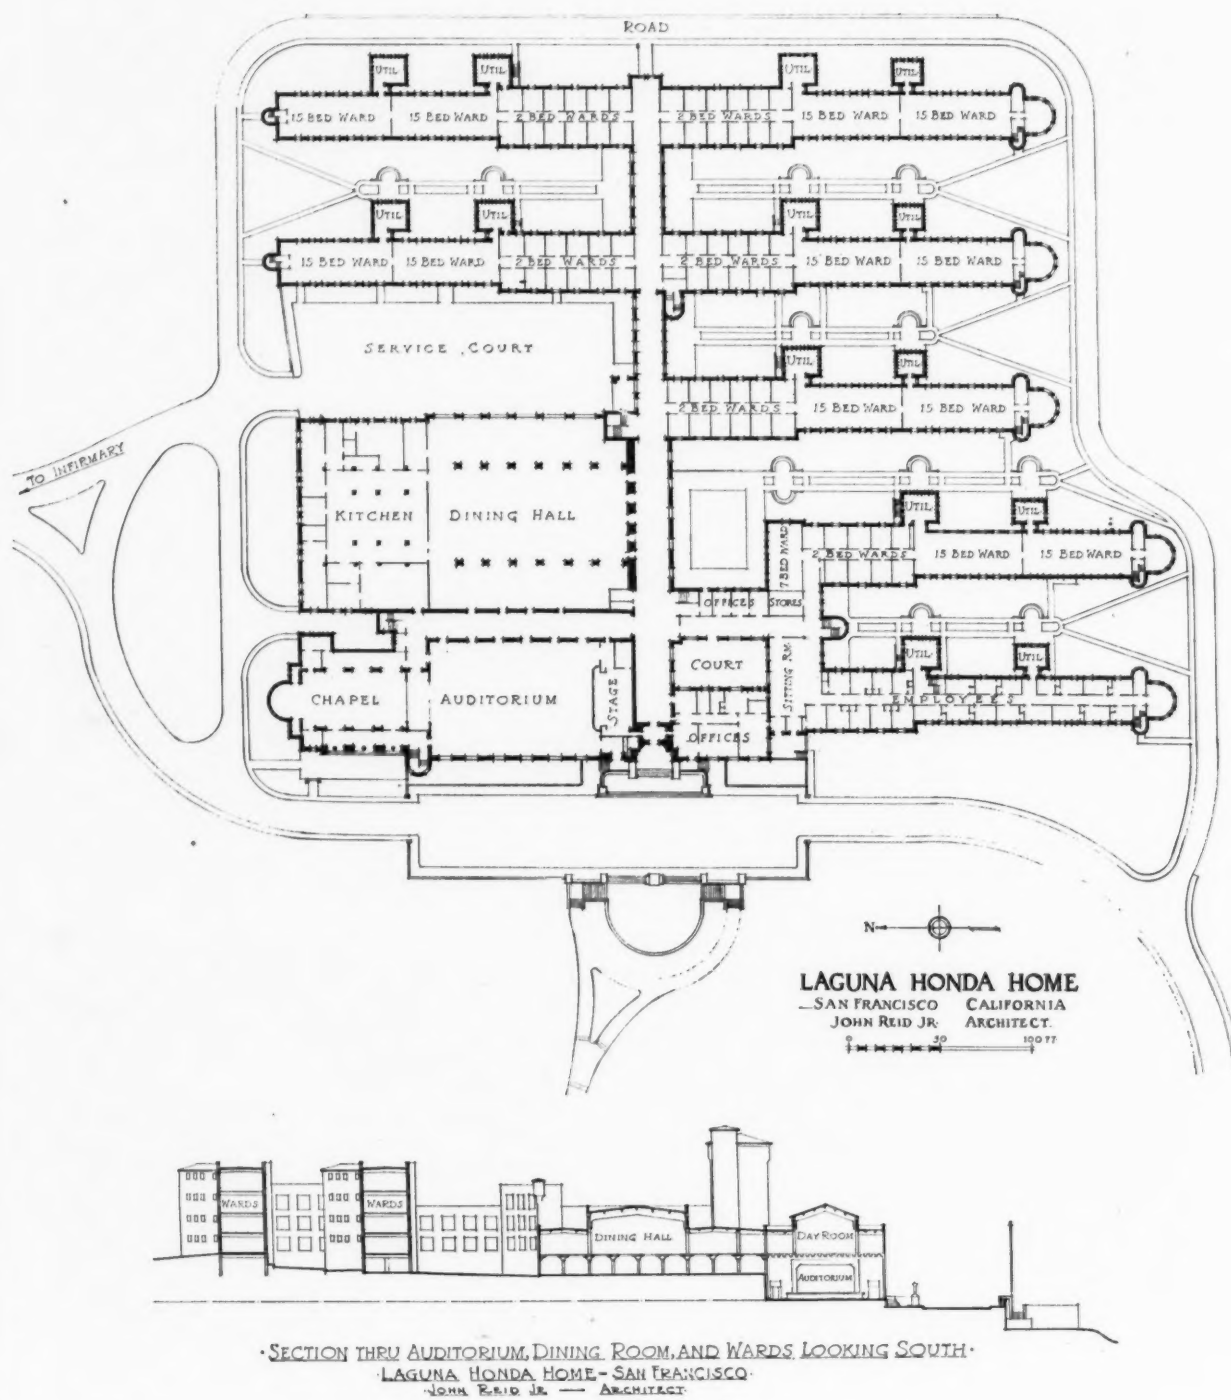 ROAD
UTIL UTIL UTIL UTIL
15 BED WARD 15 BED WARD 2 BED WARDS 2 BED WARDS 15 BED WARD 15 BED WARD
UTIL UTIL UTIL UTIL
15 BED WARD 15 BED WARD 2 BED WARDS 2 BED WARDS 15 BED WARD 15 BED WARD
SERVICE COURT
UTIL UTIL
2 BED WARDS 15 BED WARD 15 BED WARD
TO INFIRMARY
KITCHEN DINING HALL
UTIL UTIL
7 BED WARD 2 BED WARDS 15 BED WARD 15 BED WARD
OFFICES STORES
UTIL UTIL
COURT
SITTING RM.
CHAPEL AUDITORIUM STAGE EMPLOYEES
OFFICES
N
LAGUNA HONDA HOME
SAN FRANCISCO CALIFORNIA
JOHN REID JR. ARCHITECT.
0 50 100 FT.
WARDS WARDS DINING HALL DAY ROOM
AUDITORIUM
·SECTION THRU AUDITORIUM, DINING ROOM, AND WARDS LOOKING SOUTH·
·LAGUNA HONDA HOME - SAN FRANCISCO·
·JOHN REID JR — ARCHITECT·